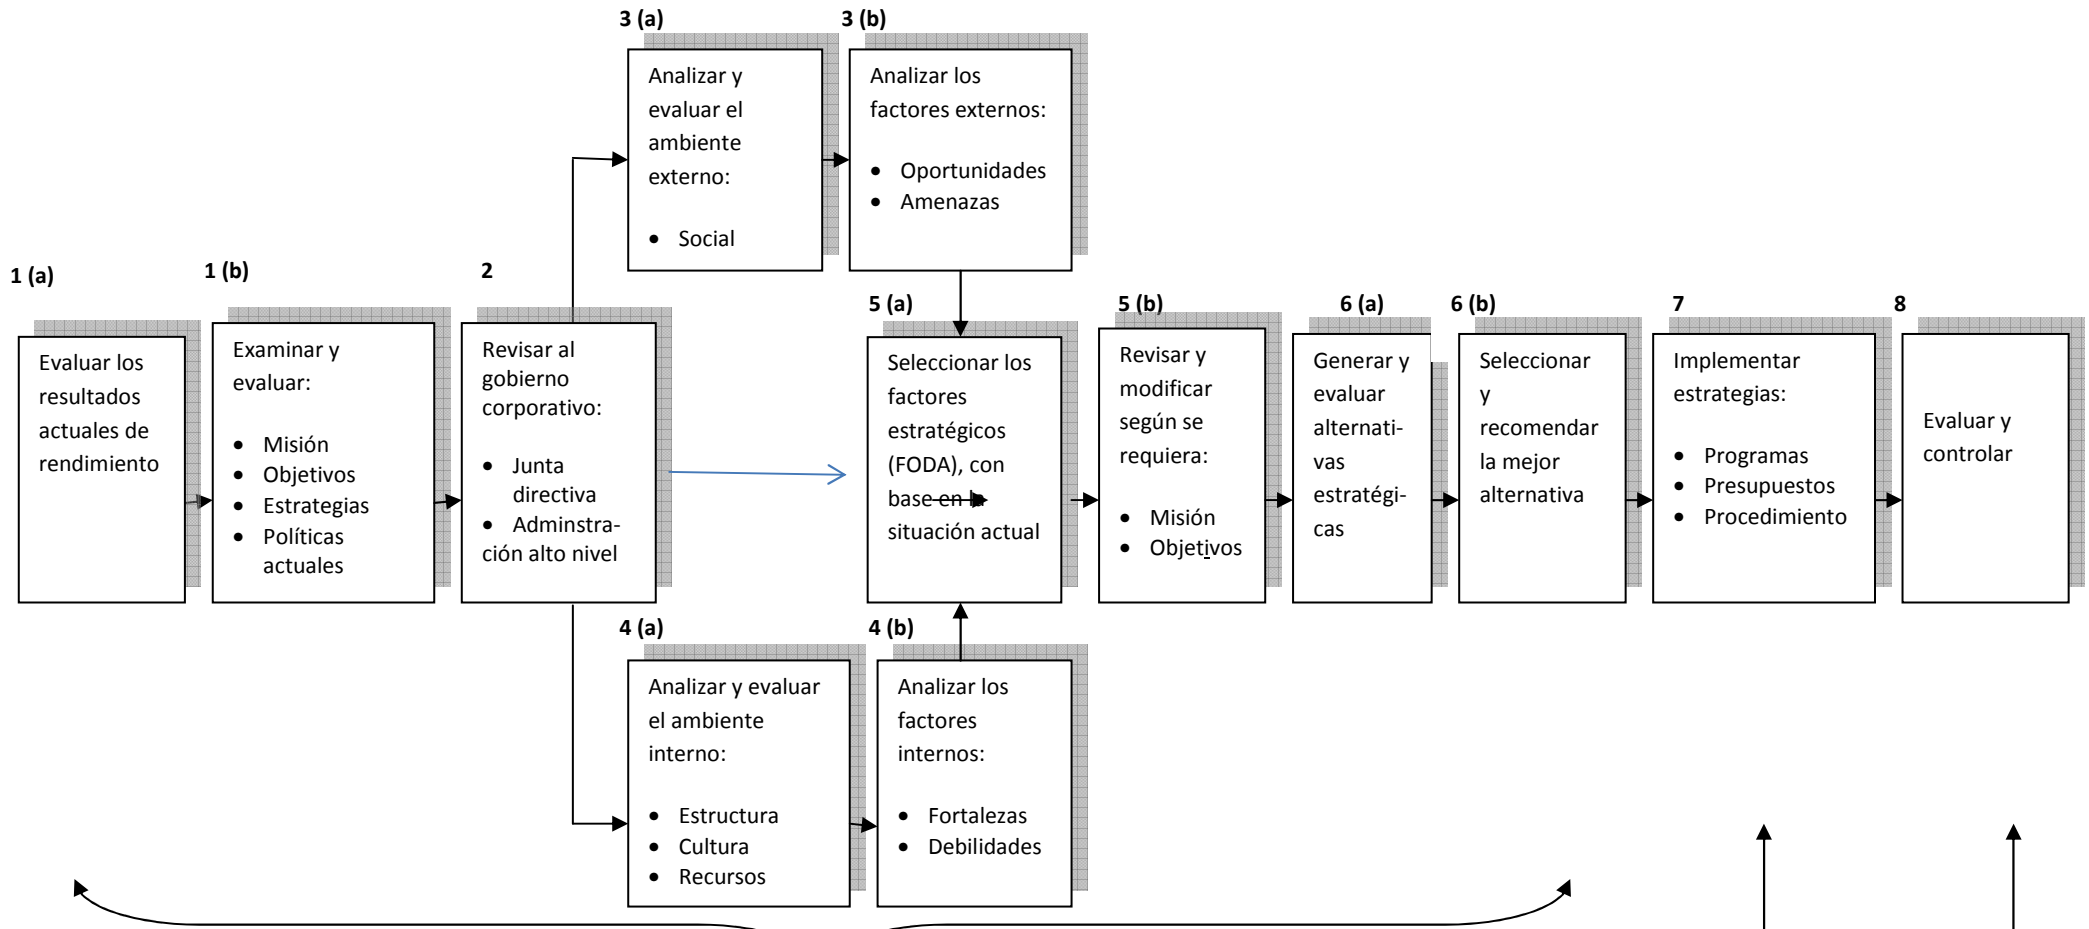 3 (a)
Analizar y
evaluar el
ambiente
externo:
• Social
3 (b)
Analizar los
factores externos:
• Oportunidades
• Amenazas
1 (a)
Evaluar los
resultados
actuales de
rendimiento
1 (b)
Examinar y
evaluar:
• Misión
• Objetivos
• Estrategias
• Políticas
actuales
2
Revisar al
gobierno
corporativo:
• Junta
directiva
• Adminstra-
ción alto nivel
5 (a)
Seleccionar los
factores
estratégicos
(FODA), con
base en la
situación actual
5 (b)
Revisar y
modificar
según se
requiera:
• Misión
• Objetivos
6 (a)
Generar y
evaluar
alternati-
vas
estratégi-
cas
6 (b)
Seleccionar
y
recomendar
la mejor
alternativa
7
Implementar
estrategias:
• Programas
• Presupuestos
• Procedimiento
8
Evaluar y
controlar
4 (a)
Analizar y evaluar
el ambiente
interno:
• Estructura
• Cultura
• Recursos
4 (b)
Analizar los
factores
internos:
• Fortalezas
• Debilidades